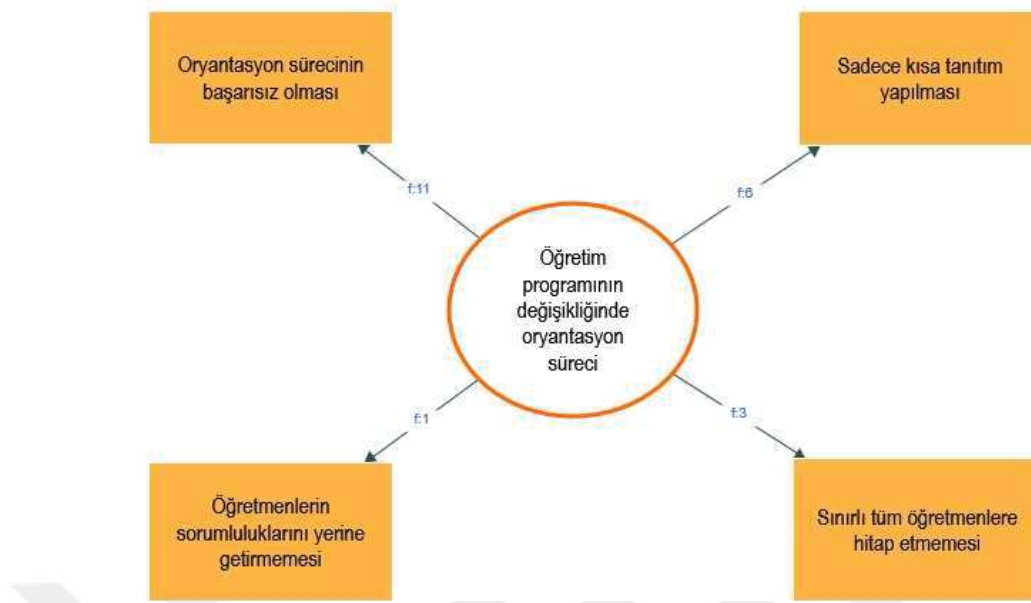 Oryantasyon sürecinin
başarısız olması
Sadece kısa tanıtım
yapılması
f:11
f:6
Öğretim
programının
değişikliğinde
oryantasyon
süreci
f:1
f:3
Öğretmenlerin
sorumluluklarını yerine
getirmemesi
Sınırlı tüm öğretmenlere
hitap etmemesi